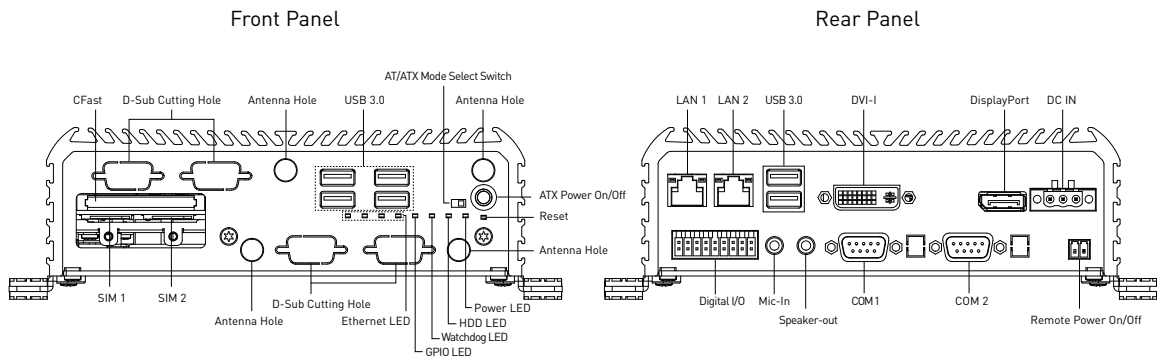 Front Panel
Rear Panel
AT/ATX Mode Select Switch
CFast
D-Sub Cutting Hole
Antenna Hole
USB 3.0
Antenna Hole
LAN 1
LAN 2
USB 3.0
DVI-I
DisplayPort
DC IN
ATX Power On/Off
Reset
Antenna Hole
SIM 1
SIM 2
D-Sub Cutting Hole
Power LED
Antenna Hole
Ethernet LED
HDD LED
Watchdog LED
GPIO LED
Digital I/O
Mic-In
COM1
COM 2
Speaker-out
Remote Power On/Off